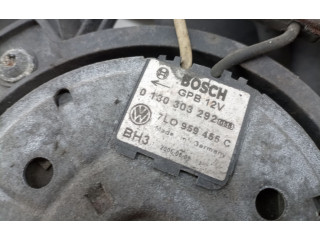 BOSCH
GPB 12V
0 130 303 292
7L0 959 455 C
Made in Germany
BH3